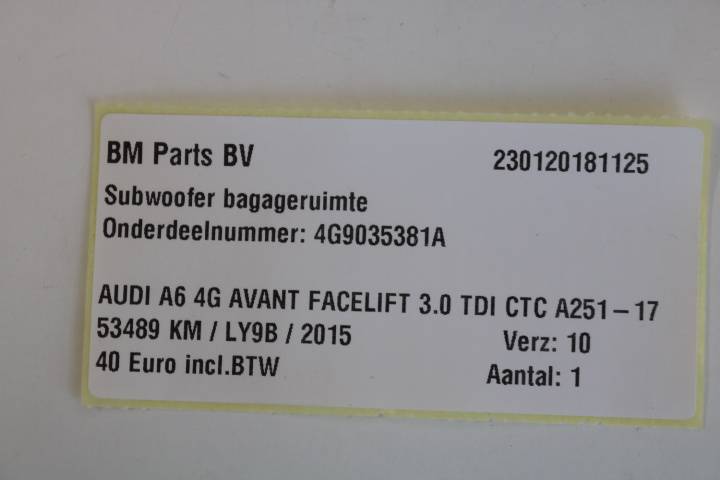 BM Parts BV 230120181125
Subwoofer bagageruimte
Onderdeelnummer: 4G9035381A
AUDI A6 4G AVANT FACELIFT 3.0 TDI CTC A251-17
53489 KM / LY9B / 2015 Verz: 10
40 Euro incl.BTW Aantal: 1